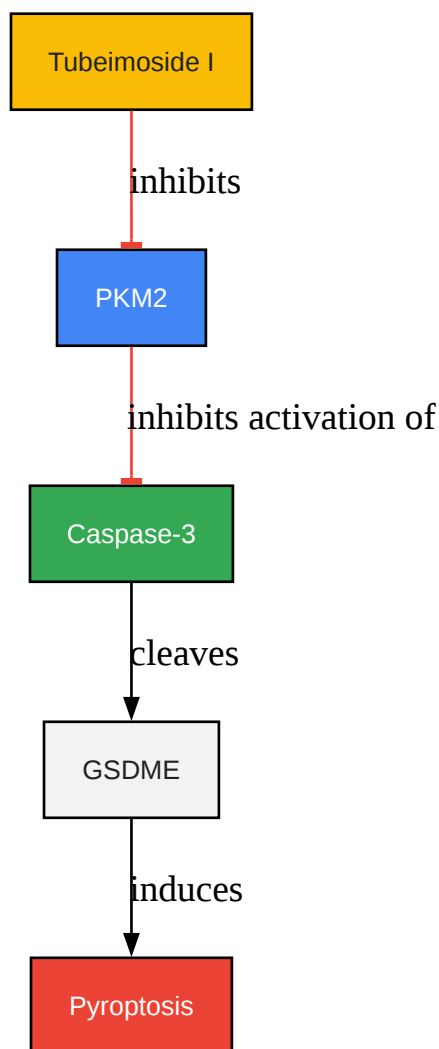 Tubeimoside I
inhibits
PKM2
inhibits activation of
Caspase-3
cleaves
GSDME
induces
Pyroptosis